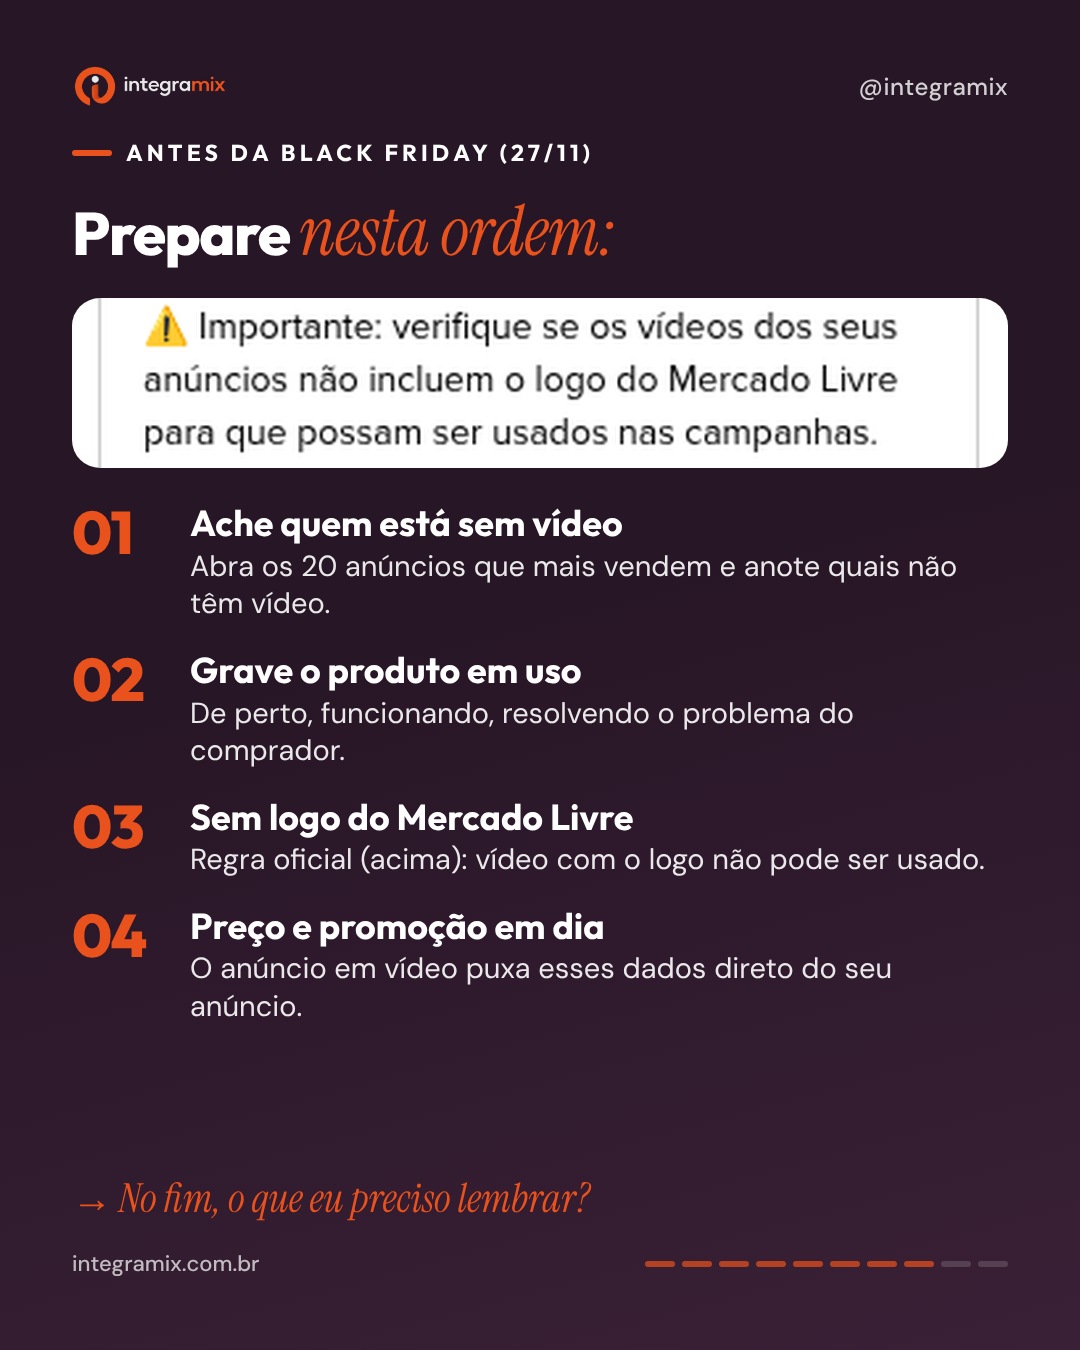 integramix
@integramix
ANTES DA BLACK FRIDAY (27/11)
Prepare nesta ordem:
⚠️ Importante: verifique se os vídeos dos seus
anúncios não incluem o logo do Mercado Livre
para que possam ser usados nas campanhas.
01 Ache quem está sem vídeo
Abra os 20 anúncios que mais vendem e anote quais não
têm vídeo.
02 Grave o produto em uso
De perto, funcionando, resolvendo o problema do
comprador.
03 Sem logo do Mercado Livre
Regra oficial (acima): vídeo com o logo não pode ser usado.
04 Preço e promoção em dia
O anúncio em vídeo puxa esses dados direto do seu
anúncio.
→ No fim, o que eu preciso lembrar?
integramix.com.br